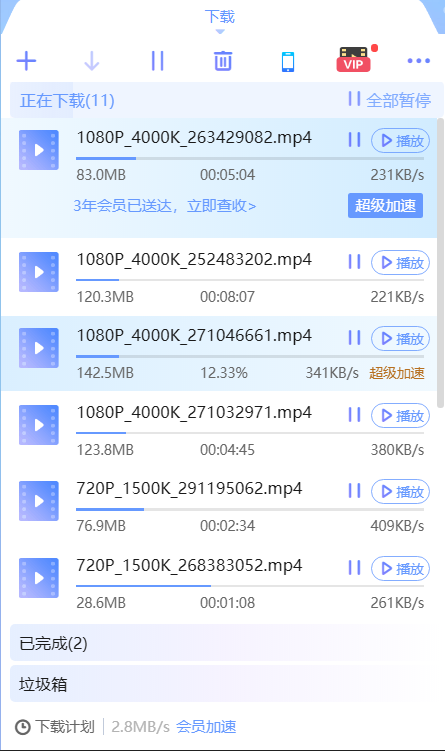 下载
VIP
正在下载(11) 全部暂停
1080P_4000K_263429082.mp4 播放
83.0MB 00:05:04 231KB/s
3年会员已送达，立即查收> 超级加速
1080P_4000K_252483202.mp4 播放
120.3MB 00:08:07 221KB/s
1080P_4000K_271046661.mp4 播放
142.5MB 12.33% 341KB/s 超级加速
1080P_4000K_271032971.mp4 播放
123.8MB 00:04:45 380KB/s
720P_1500K_291195062.mp4 播放
76.9MB 00:02:34 409KB/s
720P_1500K_268383052.mp4 播放
28.6MB 00:01:08 261KB/s
已完成(2)
垃圾箱
下载计划 2.8MB/s 会员加速